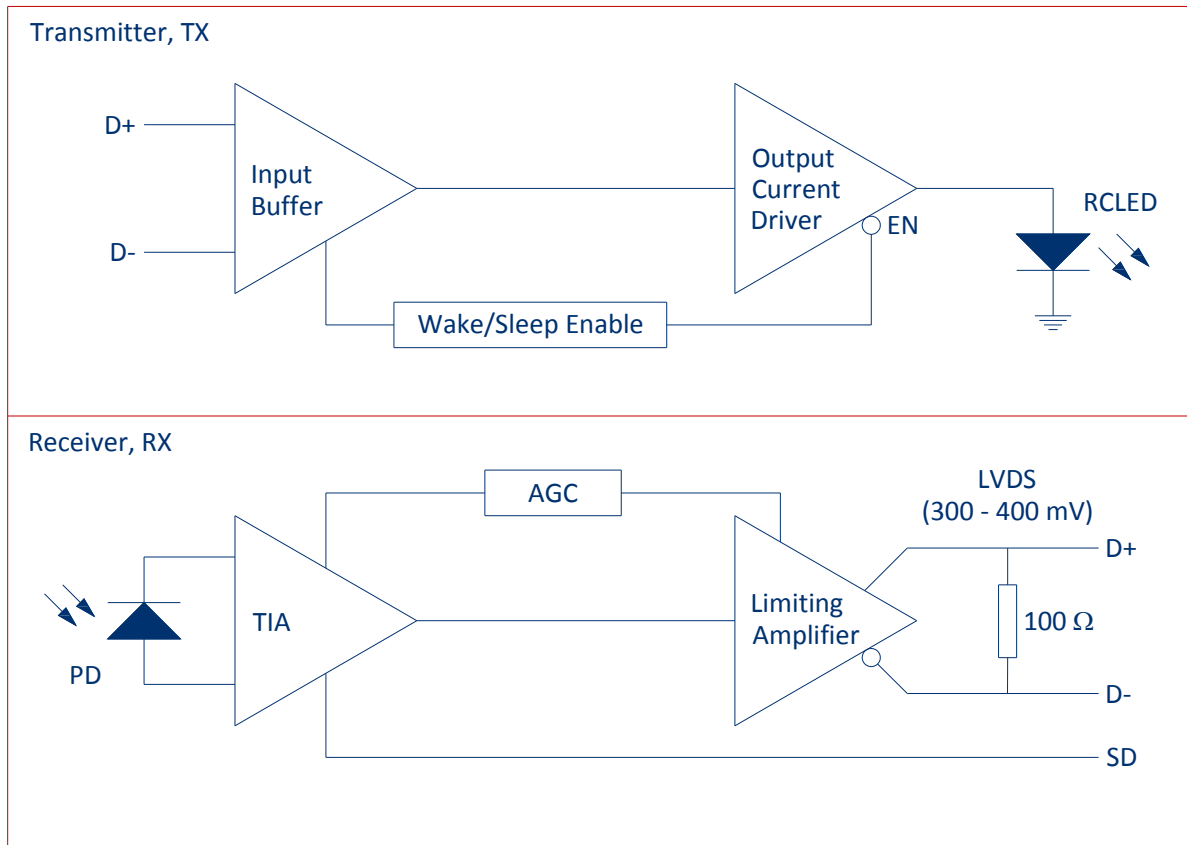 Transmitter, TX
D+
D-
Input
Buffer
Output
Current
Driver
EN
RCLED
Wake/Sleep Enable
Receiver, RX
AGC
LVDS
(300 - 400 mV)
D+
TIA
Limiting
Amplifier
100 Ω
PD
D-
SD